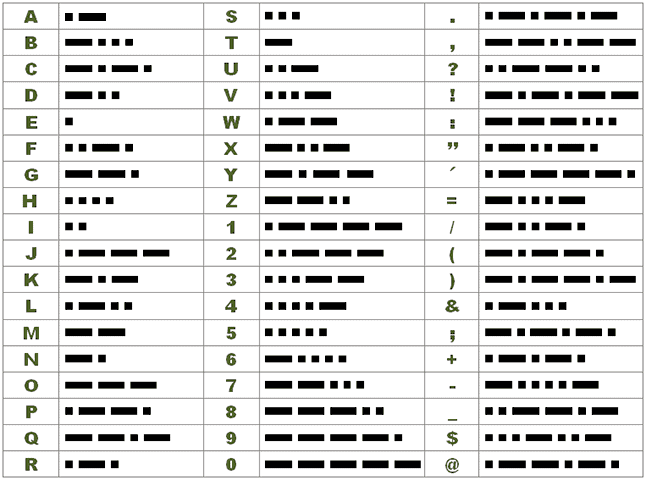 A .- S ... . .-.-.-
B -... T - , --..--
C -.-. U ..- ? ..--..
D -.. V ...- ! -.-.--
E . W .-- : ---...
F ..-. X -..- ” .-..-.
G --. Y -.-- ´ .----.
H .... Z --.. = -...-
I .. 1 .---- / -..-.
J .--- 2 ..--- ( -.--.
K -.- 3 ...-- ) -.--.-
L .-.. 4 ....- & .-...
M -- 5 ..... ; -.-.-.
N -. 6 -.... + .-.-.
O --- 7 --... - -....-
P .--. 8 ---.. _ ..--.-
Q --.- 9 ----. $ ...-..-
R .-. 0 ----- @ .--.-.